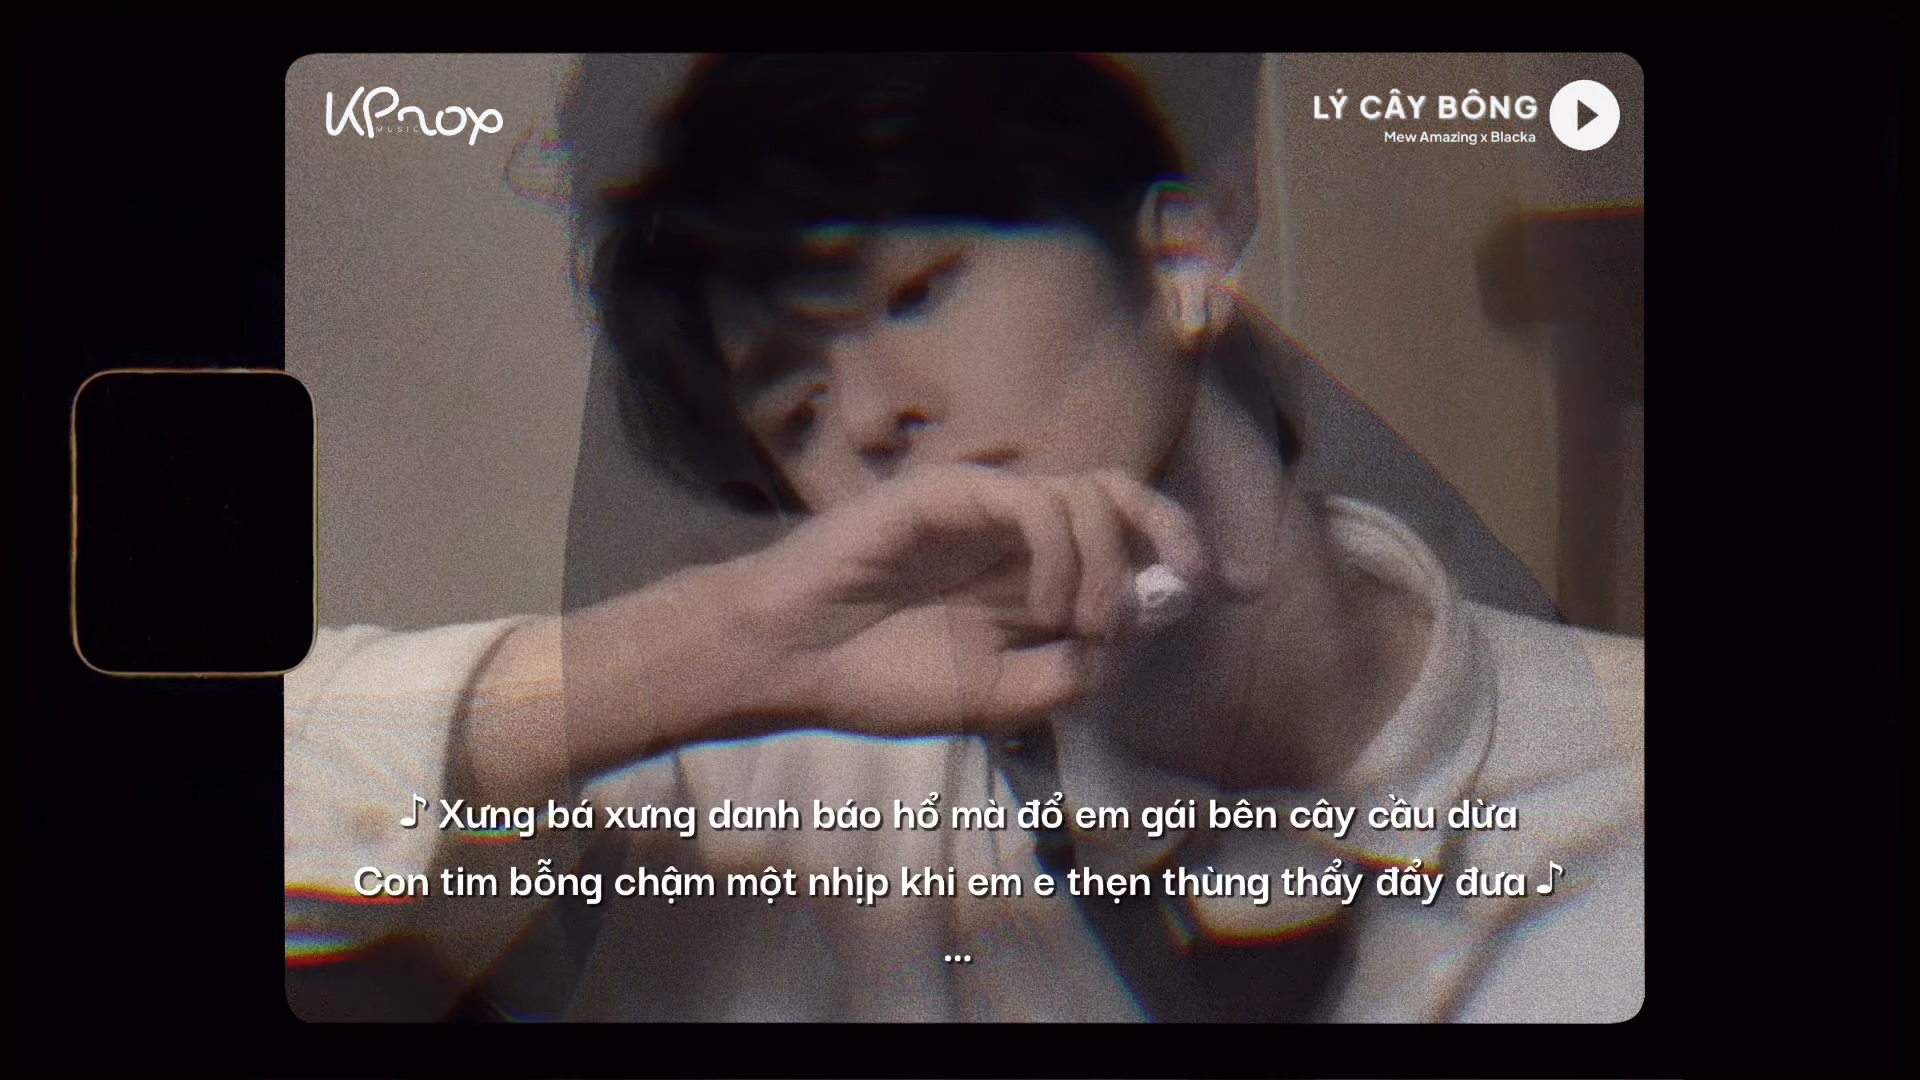 KProx
MUSIC
LÝ CÂY BÔNG
Mew Amazing x Blacka
♪ Xưng bá xưng danh báo hổ mà đổ em gái bên cây cầu dừa
Con tim bỗng chậm một nhịp khi em e thẹn thùng thẩy đẩy đưa ♪
...